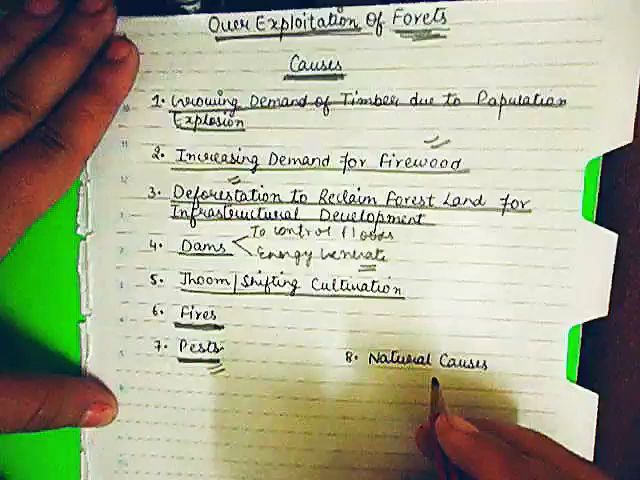 Over Exploitation Of Forets
Causes
1. Growing Demand of Timber due to Papulation
Explosion
2. Increasing Demand for Firewood
3. Deforestation to Reclaim Forest Land for
Infrastructural Development
To control floods
4. Dams
Energy Generate
5. Jhoom/Shifting Cultivation
6. Fires
7. Pests
8. Natural Causes